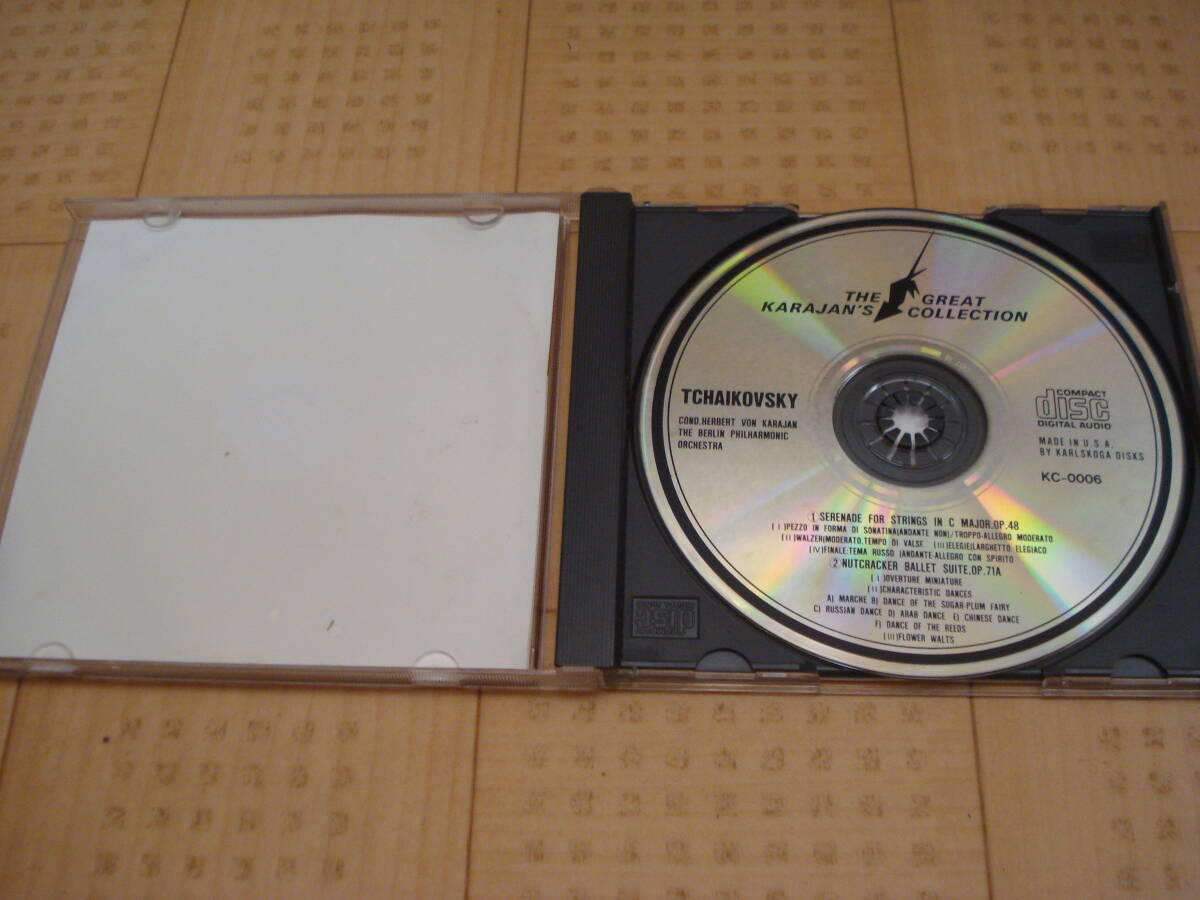 THE GREAT
KARAJAN'S COLLECTION
TCHAIKOVSKY
COND.HERBERT VON KARAJAN
THE BERLIN PHILHARMONIC
ORCHESTRA
COMPACT
disc
DIGITAL AUDIO
MADE IN U.S.A.
BY KARLSKOGA DISKS
KC-0006
① SERENADE FOR STRINGS IN C MAJOR.OP.48
(I)PEZZO IN FORMA DI SONATINA(ANDANTE NON)/TROPPO-ALLEGRO MODERATO
(II)WALZER(MODERATO,TEMPO DI VALSE (III)ELEGIE(LARGHETTO ELEGIACO
(IV)FINALE:TEMA RUSSO (ANDANTE-ALLEGRO CON SPIRITO
② NUTCRACKER BALLET SUITE.OP.71A
(I)OVERTURE MINIATURE
(II)CHARACTERISTIC DANCES
A) MARCHE B) DANCE OF THE SUGAR-PLUM FAIRY
C) RUSSIAN DANCE D) ARAB DANCE E) CHINESE DANCE
F) DANCE OF THE REEDS
(III)FLOWER WALTS
disc